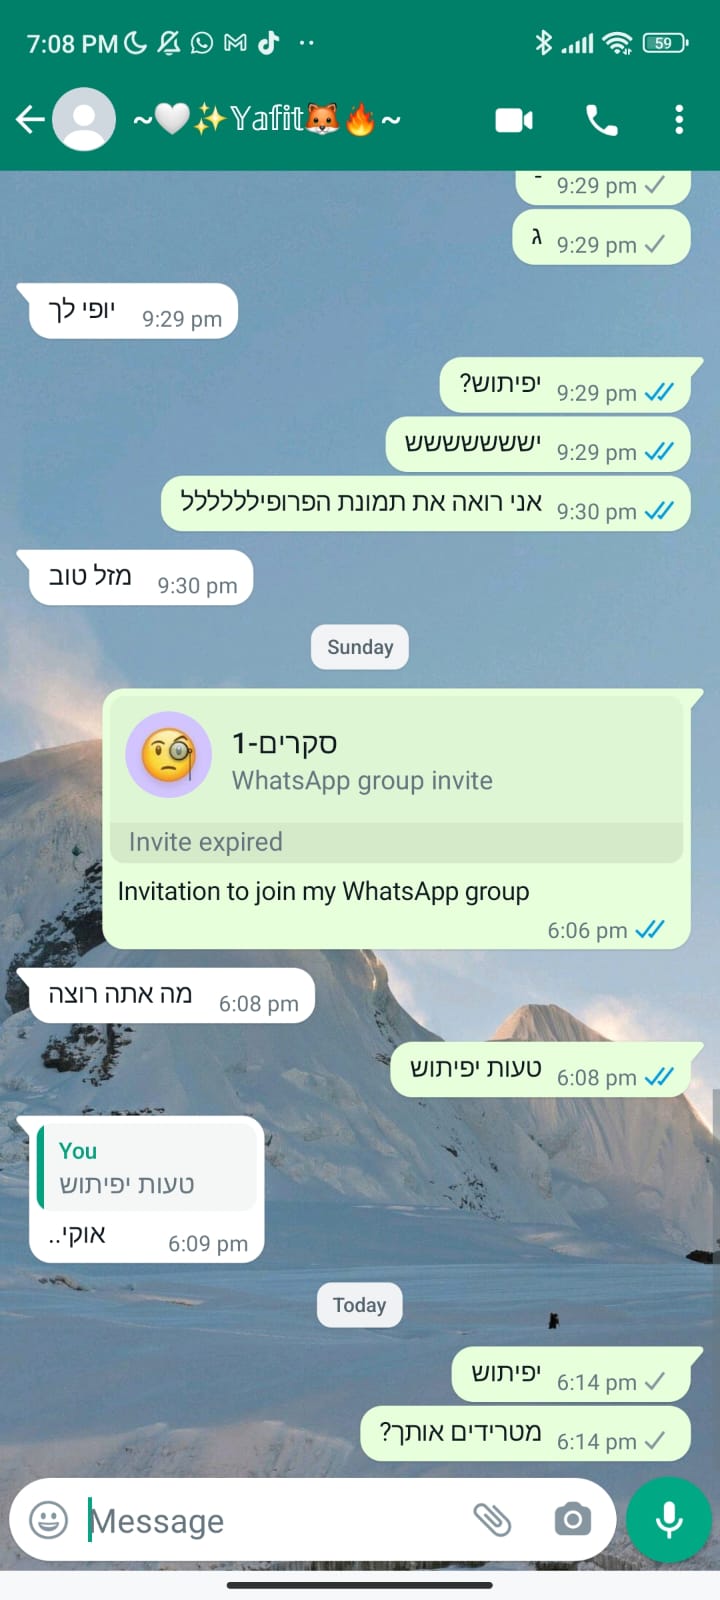 7:08 PM
59
~🤍✨𝕐𝕒𝕗𝕚𝕥🦊🔥~
9:29 pm
ג 9:29 pm
יופי לך 9:29 pm
יפיתוש? 9:29 pm
יששששששש 9:29 pm
אני רואה את תמונת הפרופיללללללל 9:30 pm
מזל טוב 9:30 pm
Sunday
סקרים-1
WhatsApp group invite
Invite expired
Invitation to join my WhatsApp group
6:06 pm
מה אתה רוצה 6:08 pm
טעות יפיתוש 6:08 pm
You
טעות יפיתוש
אוקי.. 6:09 pm
Today
יפיתוש 6:14 pm
מטרידים אותך? 6:14 pm
Message